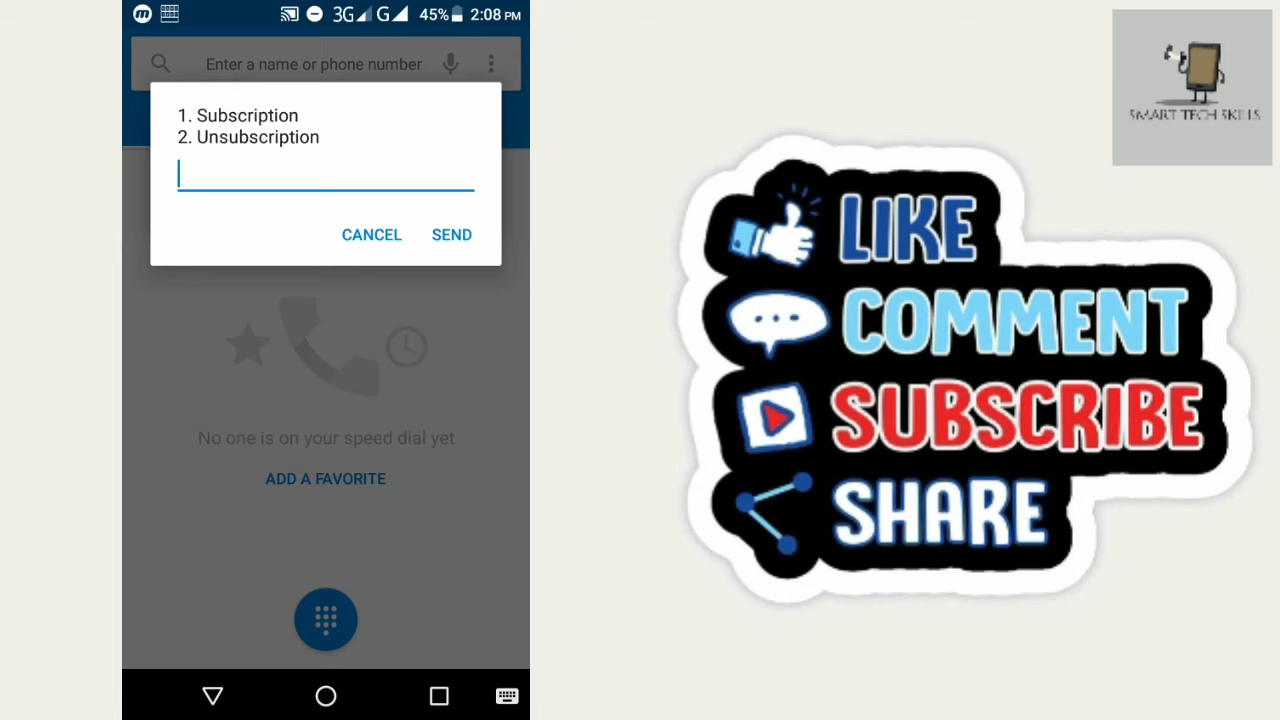 3G G 45% 2:08 PM
Enter a name or phone number
1. Subscription
2. Unsubscription
CANCEL SEND
No one is on your speed dial yet
ADD A FAVORITE
SMART TECH SKILLS
LIKE
COMMENT
SUBSCRIBE
SHARE